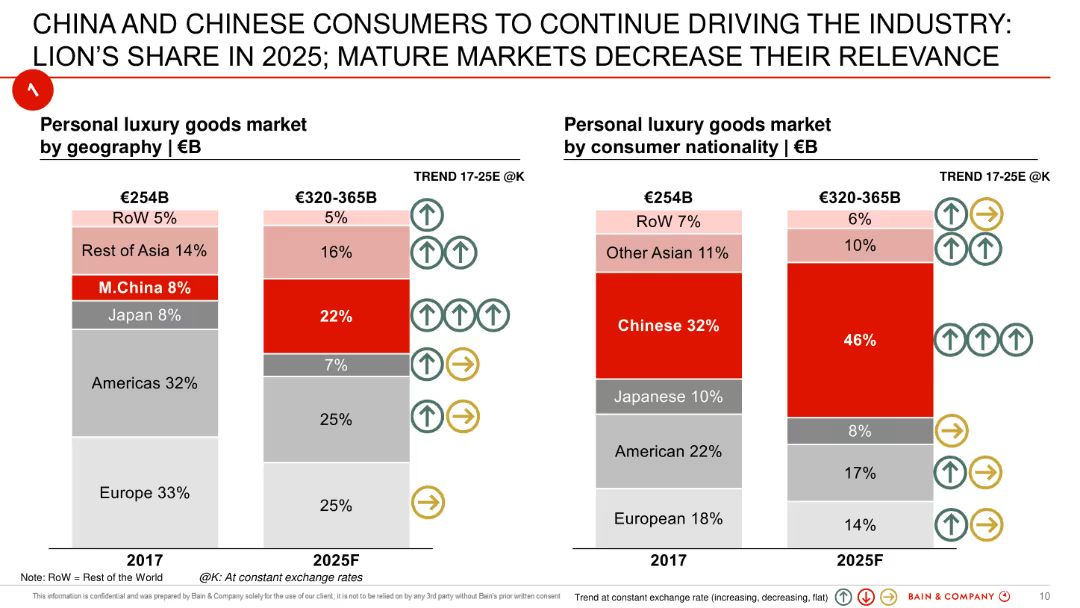 CHINA AND CHINESE CONSUMERS TO CONTINUE DRIVING THE INDUSTRY:
LION'S SHARE IN 2025; MATURE MARKETS DECREASE THEIR RELEVANCE
1
Personal luxury goods market
by geography | €B
TREND 17-25E @K
€254B
€320-365B
RoW 5%
5%
Rest of Asia 14%
16%
M.China 8%
22%
Japan 8%
7%
Americas 32%
25%
Europe 33%
25%
2017
2025F
Personal luxury goods market
by consumer nationality | €B
TREND 17-25E @K
€254B
€320-365B
RoW 7%
6%
Other Asian 11%
10%
Chinese 32%
46%
Japanese 10%
8%
American 22%
17%
European 18%
14%
2017
2025F
Note: RoW = Rest of the World
@K: At constant exchange rates
This information is confidential and was prepared by Bain & Company solely for the use of our client, it is not to be relied on by any 3rd party without Bain's prior written consent
Trend at constant exchange rate (increasing, decreasing, flat)
BAIN & COMPANY
10